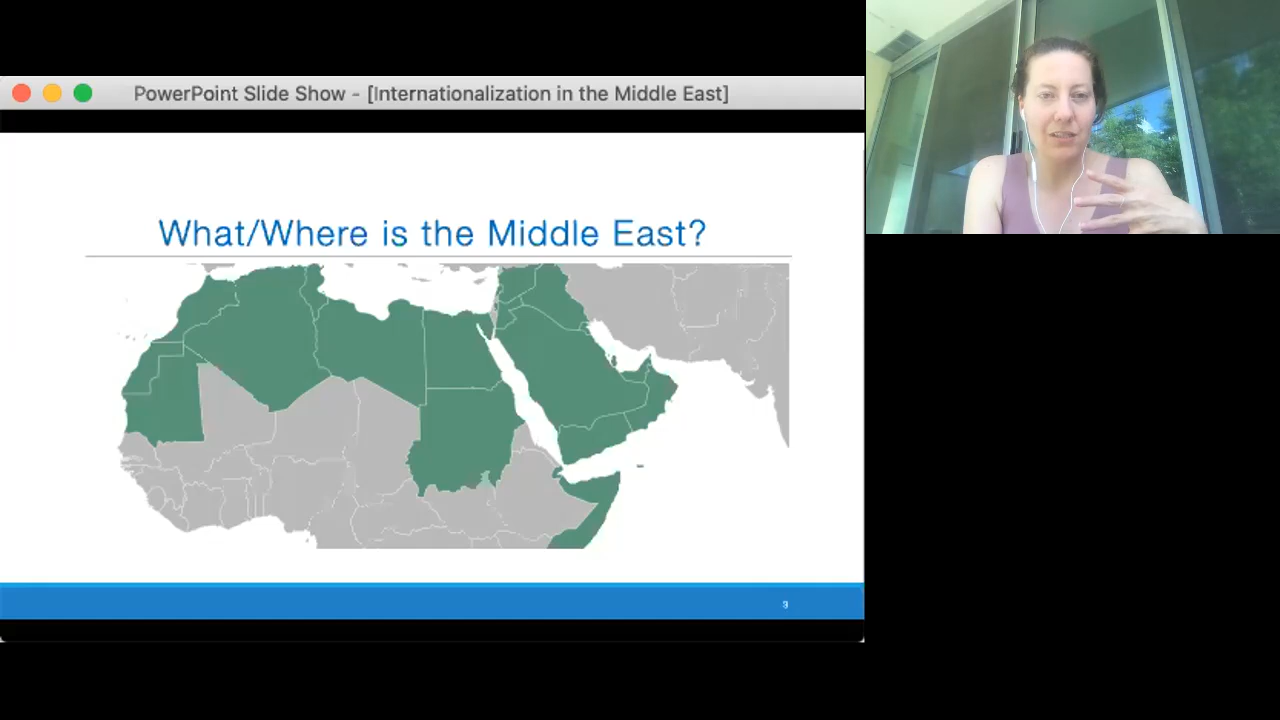 PowerPoint Slide Show - [Internationalization in the Middle East]
What/Where is the Middle East?
3